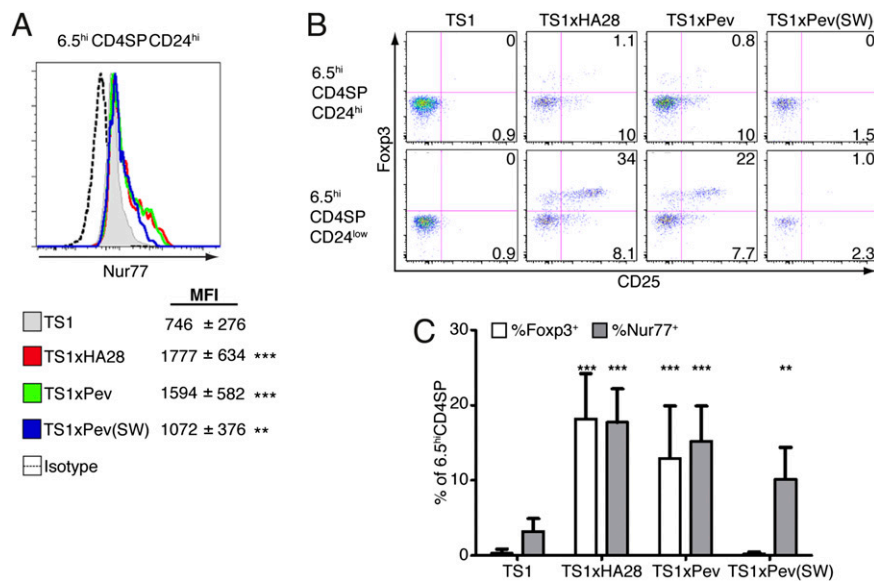 A
6.5hi CD4SP CD24hi
Nur77
MFI
TS1 746 ± 276
TS1xHA28 1777 ± 634 ***
TS1xPev 1594 ± 582 ***
TS1xPev(SW) 1072 ± 376 **
Isotype
B
TS1 TS1xHA28 TS1xPev TS1xPev(SW)
6.5hi
CD4SP
CD24hi
0 1.1 0.8 0
0.9 10 10 1.5
6.5hi
CD4SP
CD24low
0 34 22 1.0
0.9 8.1 7.7 2.3
Foxp3
CD25
C
%Foxp3+ %Nur77+
% of 6.5hiCD4SP
30
20
10
0
*** *** *** *** **
TS1 TS1xHA28 TS1xPev TS1xPev(SW)